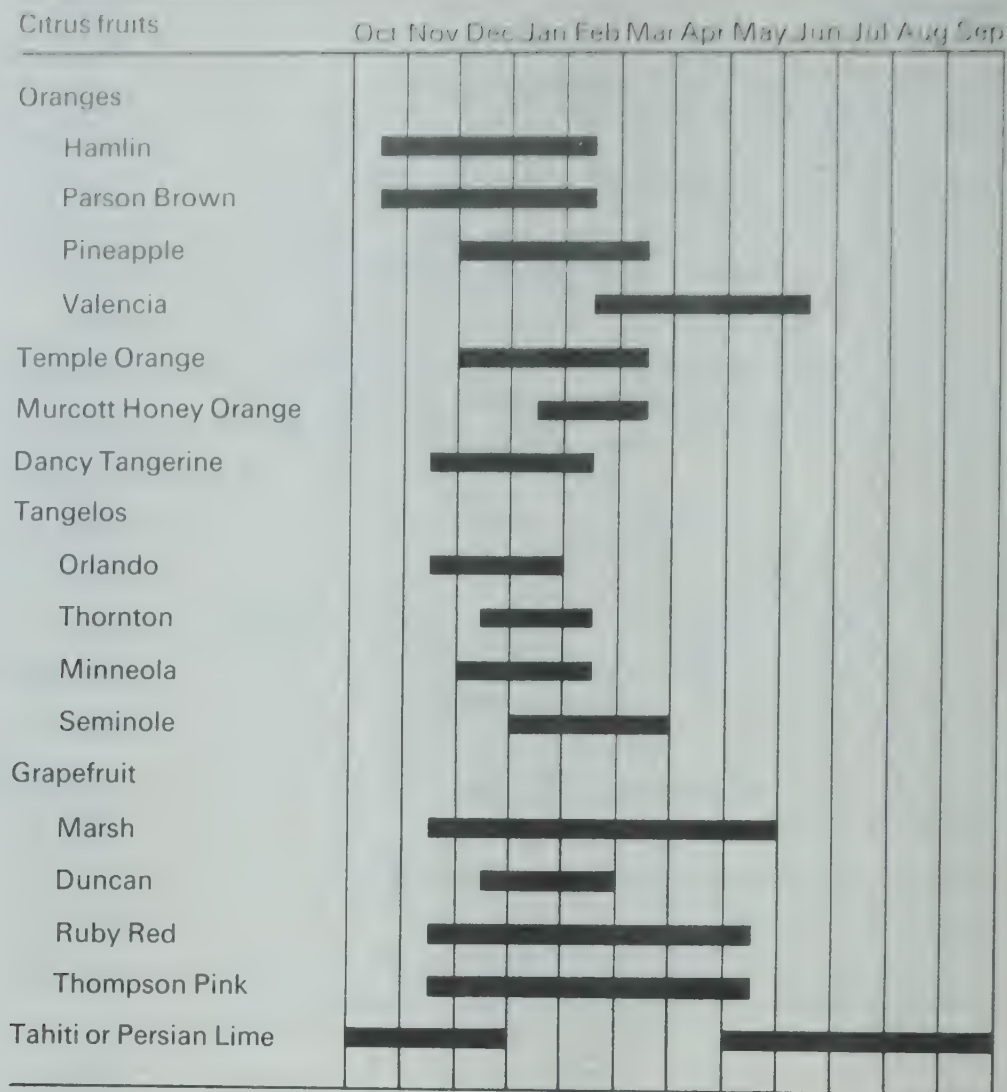 Citrus fruits Oct Nov Dec Jan Feb Mar Apr May Jun Jul Aug Sep
Oranges
Hamlin
Parson Brown
Pineapple
Valencia
Temple Orange
Murcott Honey Orange
Dancy Tangerine
Tangelos
Orlando
Thornton
Minneola
Seminole
Grapefruit
Marsh
Duncan
Ruby Red
Thompson Pink
Tahiti or Persian Lime